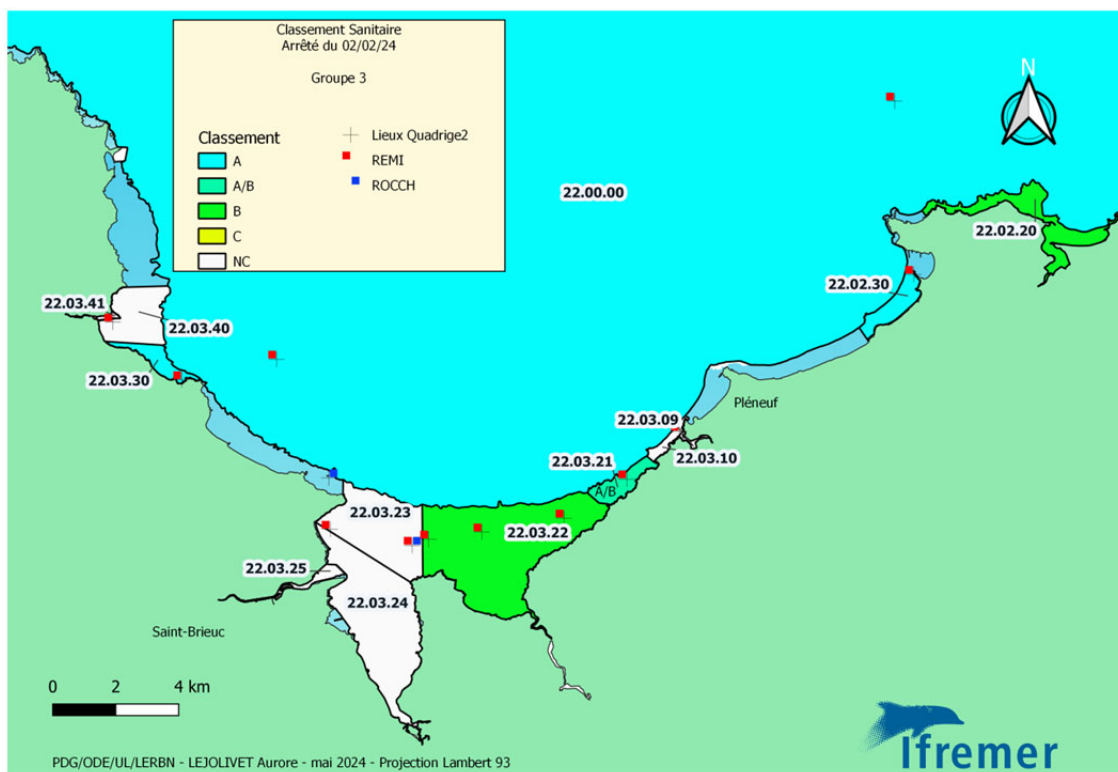 Classement Sanitaire
Arrêté du 02/02/24
Groupe 3
Classement
A
A/B
B
C
NC
Lieux Quadrige2
REMI
ROCCH
N
22.00.00
22.02.20
22.02.30
22.03.41
22.03.40
22.03.30
Pléneuf
22.03.09
22.03.10
22.03.21
A/B
22.03.23
22.03.22
22.03.25
22.03.24
Saint-Brieuc
0 2 4 km
Ifremer
PDG/ODE/UL/LERBN - LEJOLIVET Aurore - mai 2024 - Projection Lambert 93